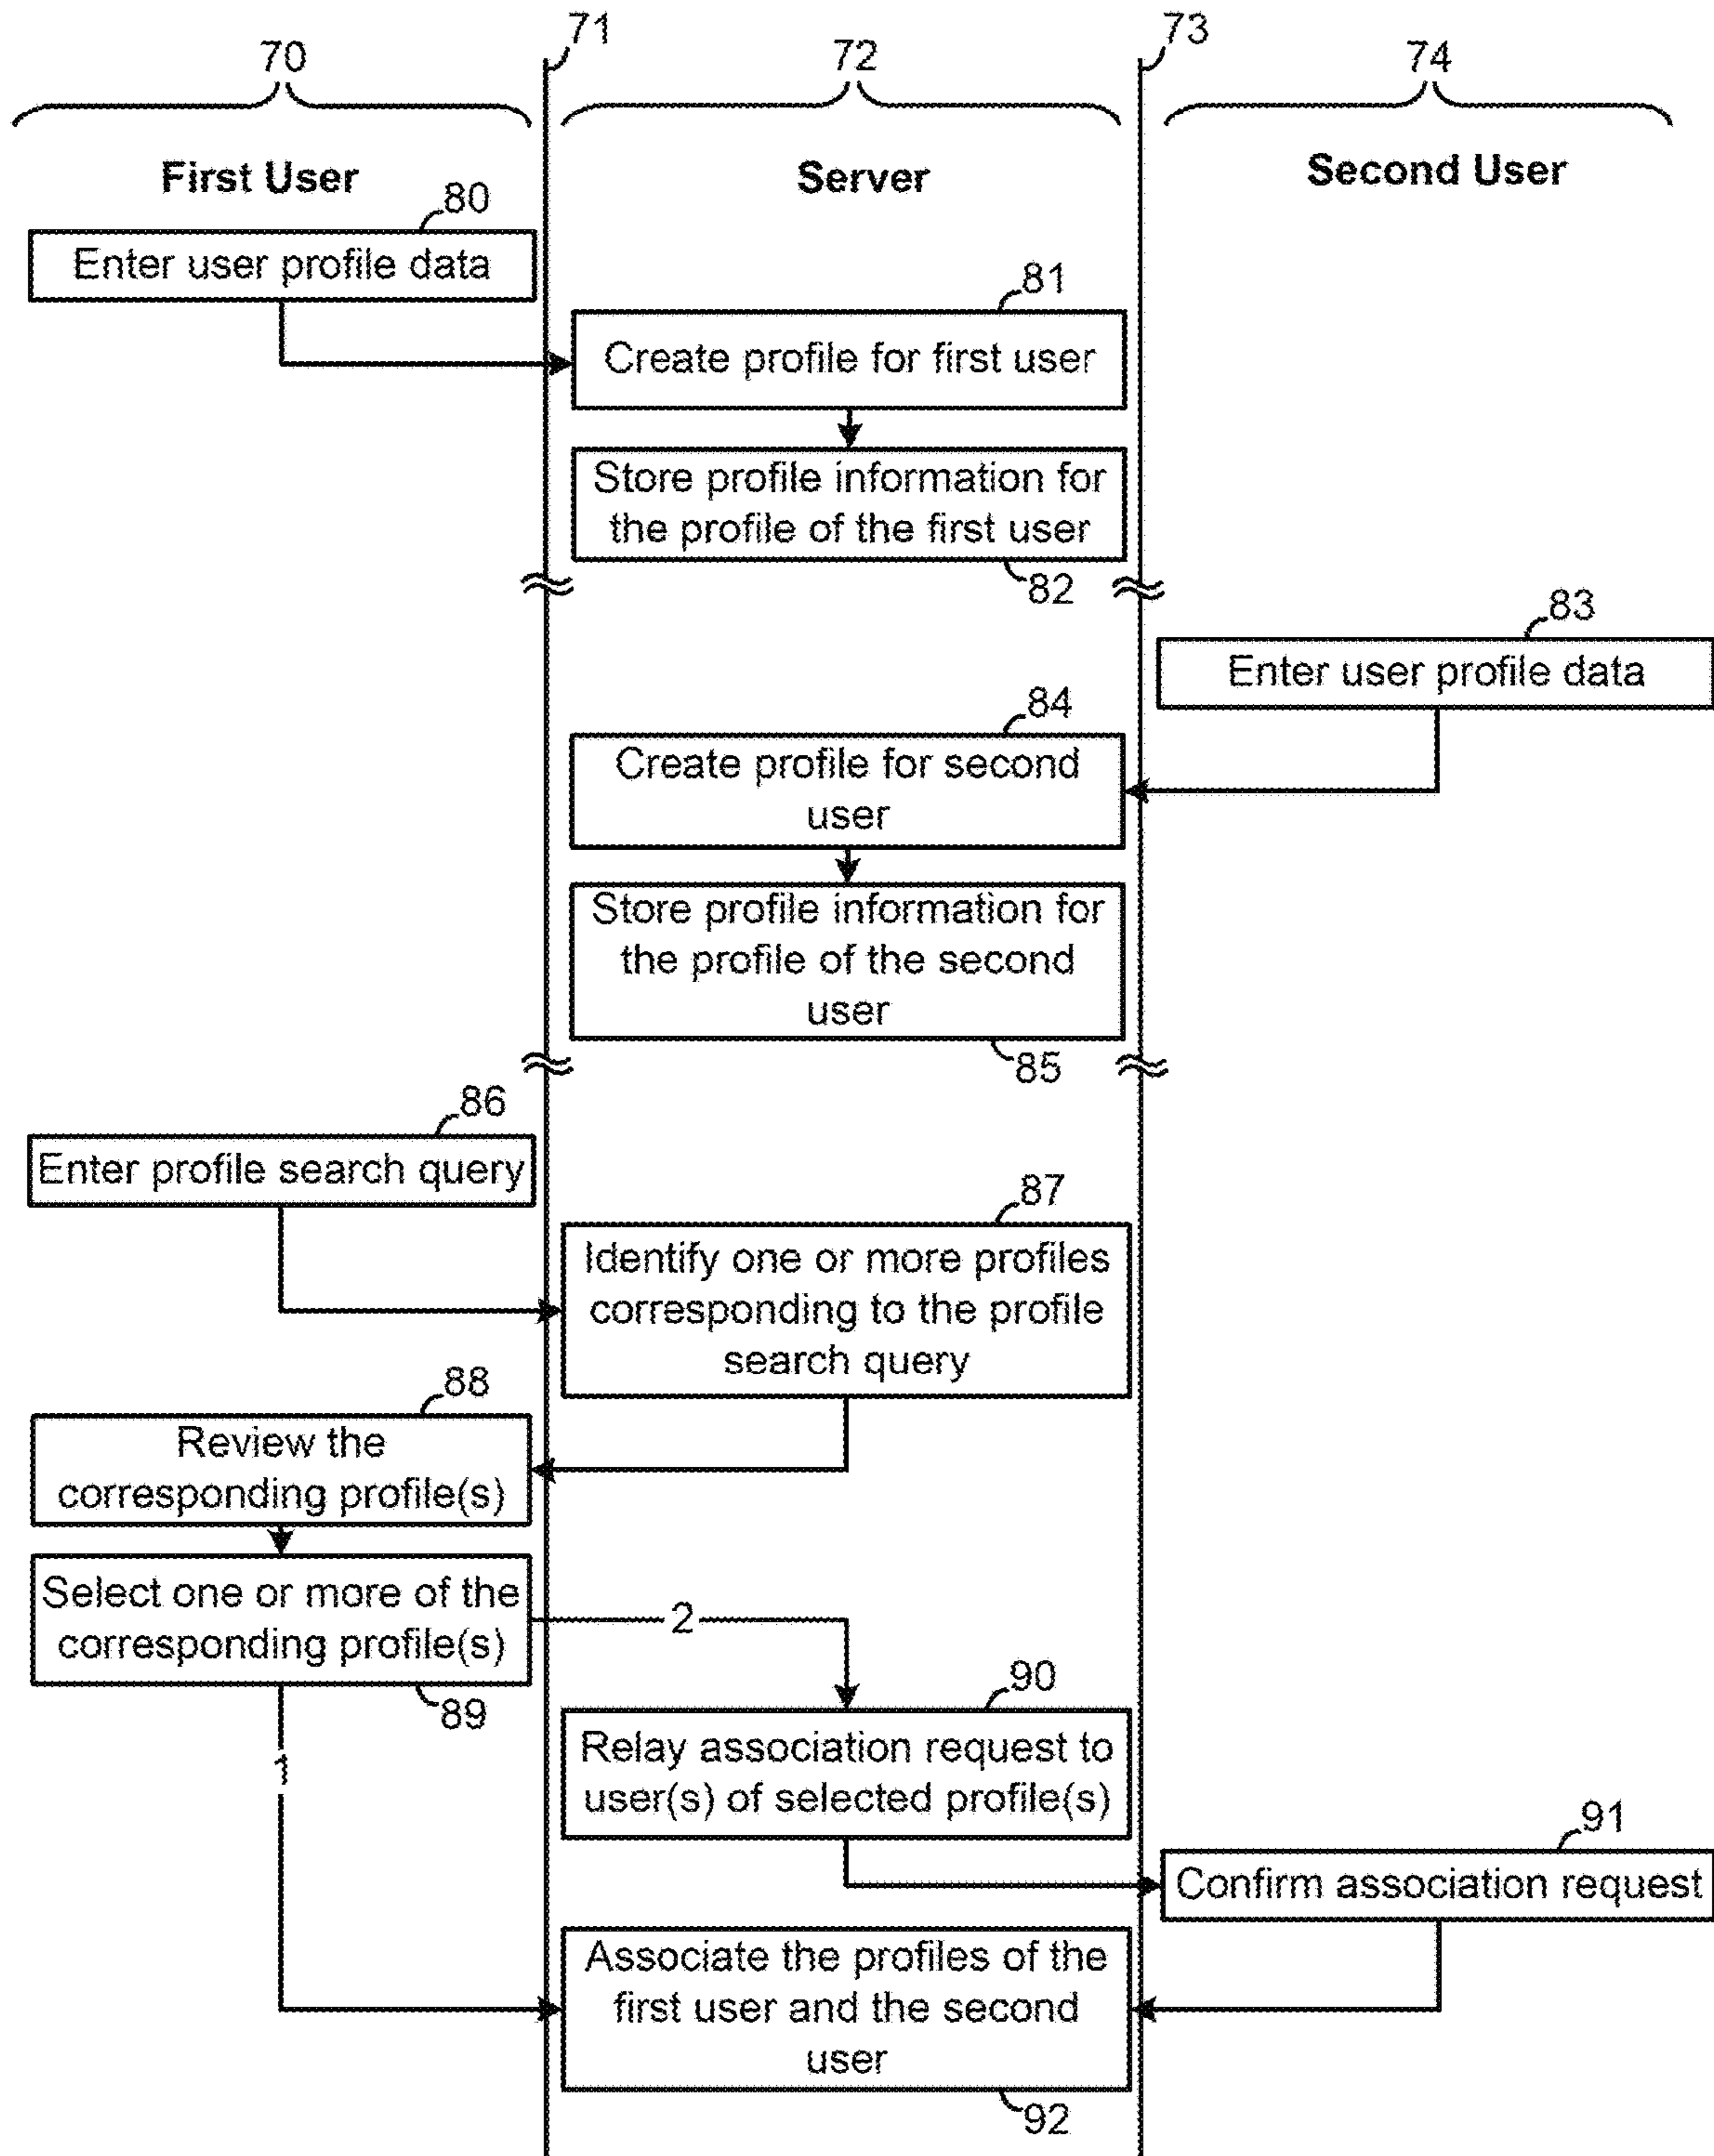 70
71
72
73
74
First User
Server
Second User
80
Enter user profile data
81
Create profile for first user
Store profile information for
the profile of the first user
82
83
Enter user profile data
84
Create profile for second
user
Store profile information for
the profile of the second
user
85
86
Enter profile search query
87
Identify one or more profiles
corresponding to the profile
search query
88
Review the
corresponding profile(s)
Select one or more of the
corresponding profile(s)
89
2
1
90
Relay association request to
user(s) of selected profile(s)
91
Confirm association request
Associate the profiles of the
first user and the second
user
92